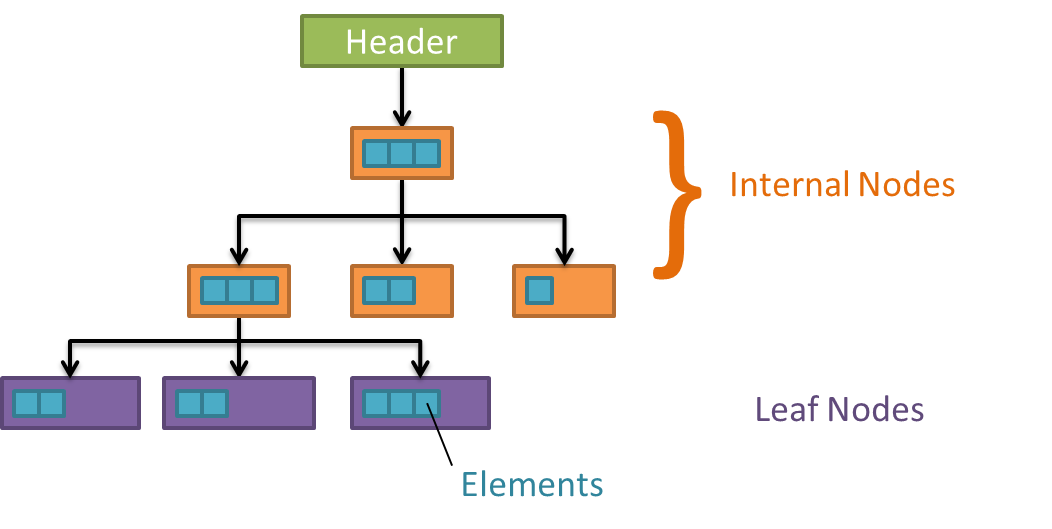 Header
Internal Nodes
Leaf Nodes
Elements